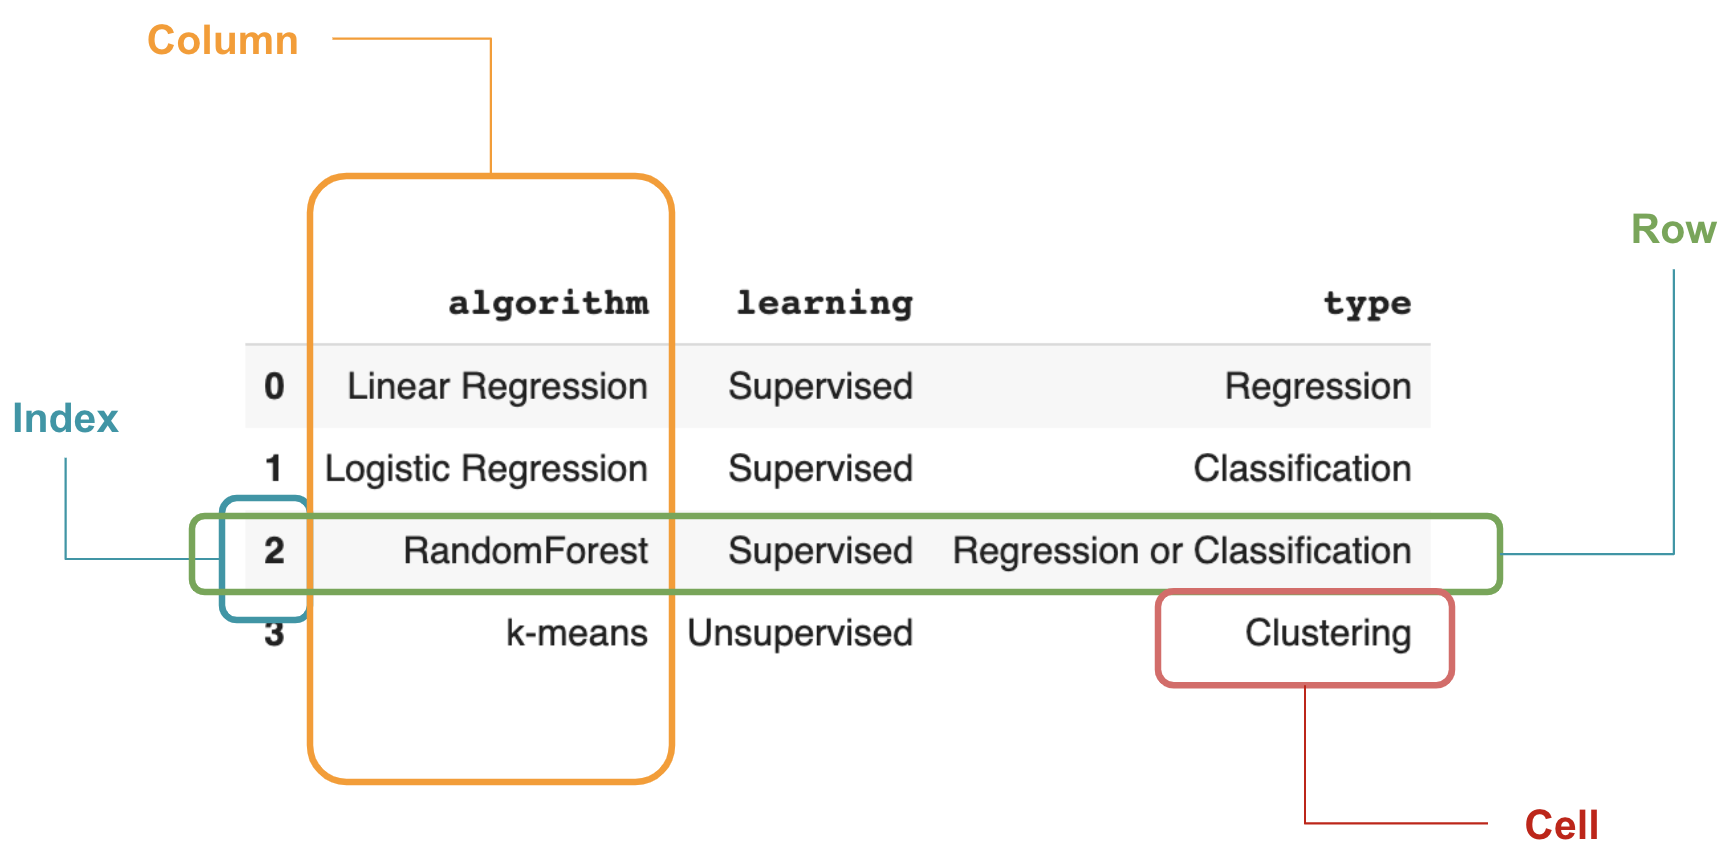 Column
Row
algorithm learning type
0 Linear Regression Supervised Regression
Index
1 Logistic Regression Supervised Classification
2 RandomForest Supervised Regression or Classification
3 k-means Unsupervised Clustering
Cell